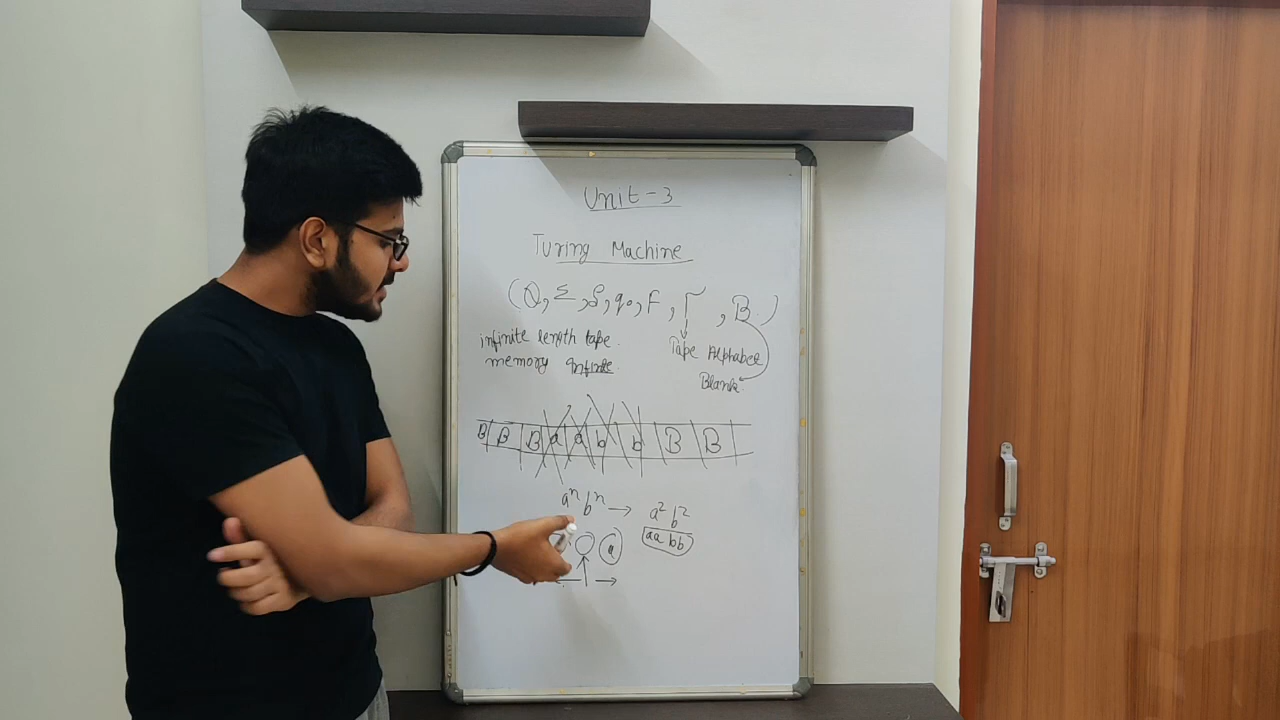 Unit-3
Turing Machine
(Q, Σ, δ, q₀, F, Γ, B)
infinite length tape.
memory infinite.
Tape Alphabet
Blank.
B B B a a b b B B
aⁿ bⁿ → a² b²
aa bb
a